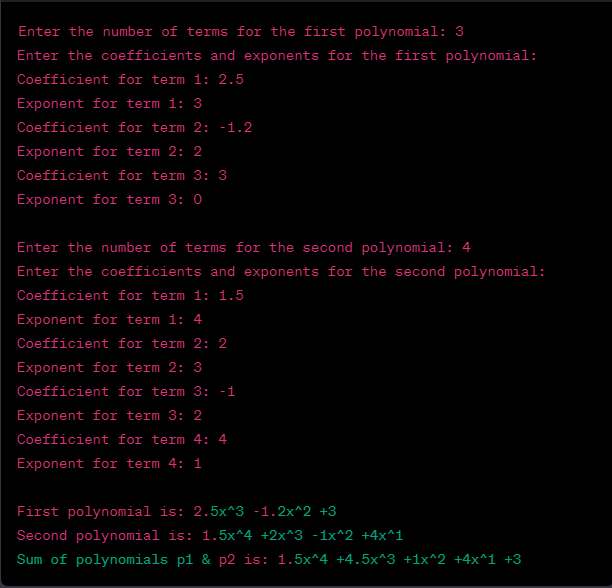 Enter the number of terms for the first polynomial: 3
Enter the coefficients and exponents for the first polynomial:
Coefficient for term 1: 2.5
Exponent for term 1: 3
Coefficient for term 2: -1.2
Exponent for term 2: 2
Coefficient for term 3: 3
Exponent for term 3: 0
Enter the number of terms for the second polynomial: 4
Enter the coefficients and exponents for the second polynomial:
Coefficient for term 1: 1.5
Exponent for term 1: 4
Coefficient for term 2: 2
Exponent for term 2: 3
Coefficient for term 3: -1
Exponent for term 3: 2
Coefficient for term 4: 4
Exponent for term 4: 1
First polynomial is: 2.5x^3 -1.2x^2 +3
Second polynomial is: 1.5x^4 +2x^3 -1x^2 +4x^1
Sum of polynomials p1 & p2 is: 1.5x^4 +4.5x^3 +1x^2 +4x^1 +3